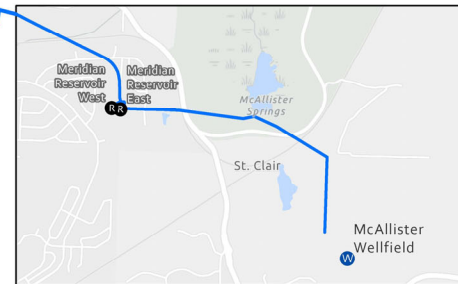 Meridian
Reservoir
West
Meridian
Reservoir
East
R R
McAllister
Springs
St. Clair
McAllister
Wellfield
W